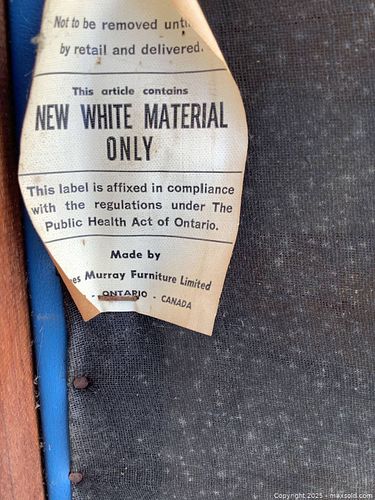 Not to be removed
by retail and delivered.
This article contains
NEW WHITE MATERIAL
ONLY
This label is affixed in compliance
with the regulations under The
Public Health Act of Ontario.
Made by
Murray Furniture Limited
- ONTARIO - CANADA
Copyright 2025 - maxsold.com